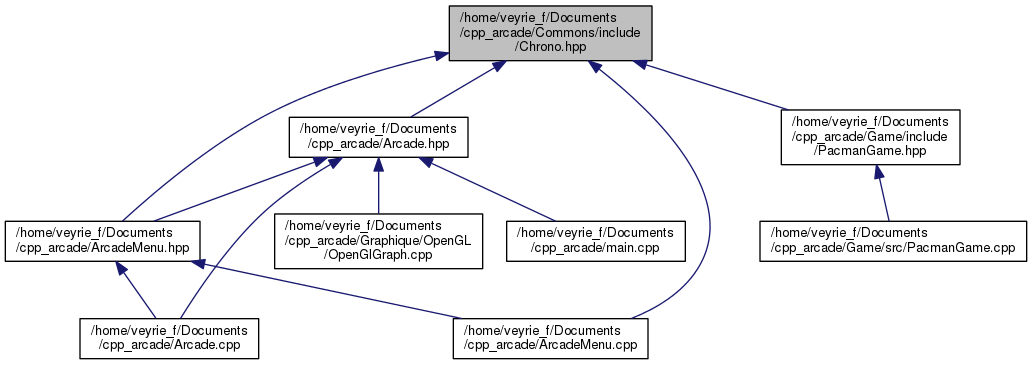 /home/veyrie_f/Documents
/cpp_arcade/Commons/include
/Chrono.hpp
/home/veyrie_f/Documents
/cpp_arcade/Arcade.hpp
/home/veyrie_f/Documents
/cpp_arcade/Game/include
/PacmanGame.hpp
/home/veyrie_f/Documents
/cpp_arcade/ArcadeMenu.hpp
/home/veyrie_f/Documents
/cpp_arcade/Graphique/OpenGL
/OpenGlGraph.cpp
/home/veyrie_f/Documents
/cpp_arcade/main.cpp
/home/veyrie_f/Documents
/cpp_arcade/Game/src/PacmanGame.cpp
/home/veyrie_f/Documents
/cpp_arcade/Arcade.cpp
/home/veyrie_f/Documents
/cpp_arcade/ArcadeMenu.cpp